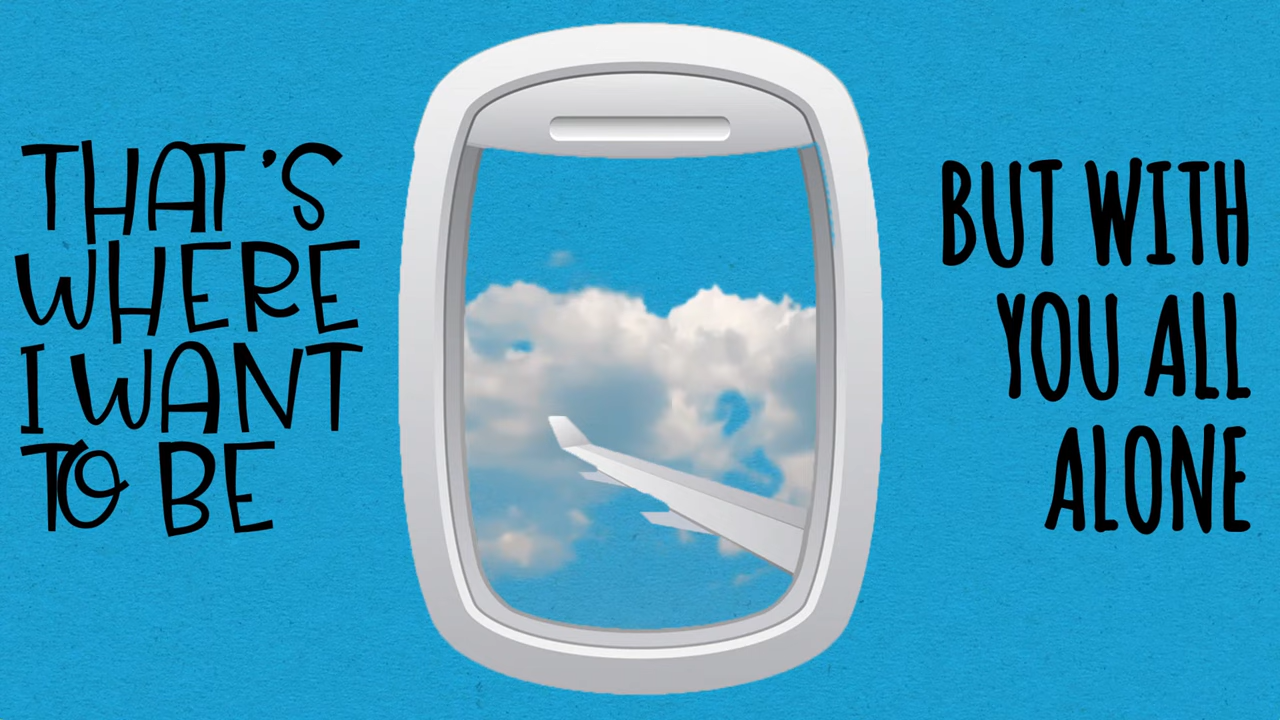 THAT'S
WHERE
I WANT
TO BE
BUT WITH
YOU ALL
ALONE